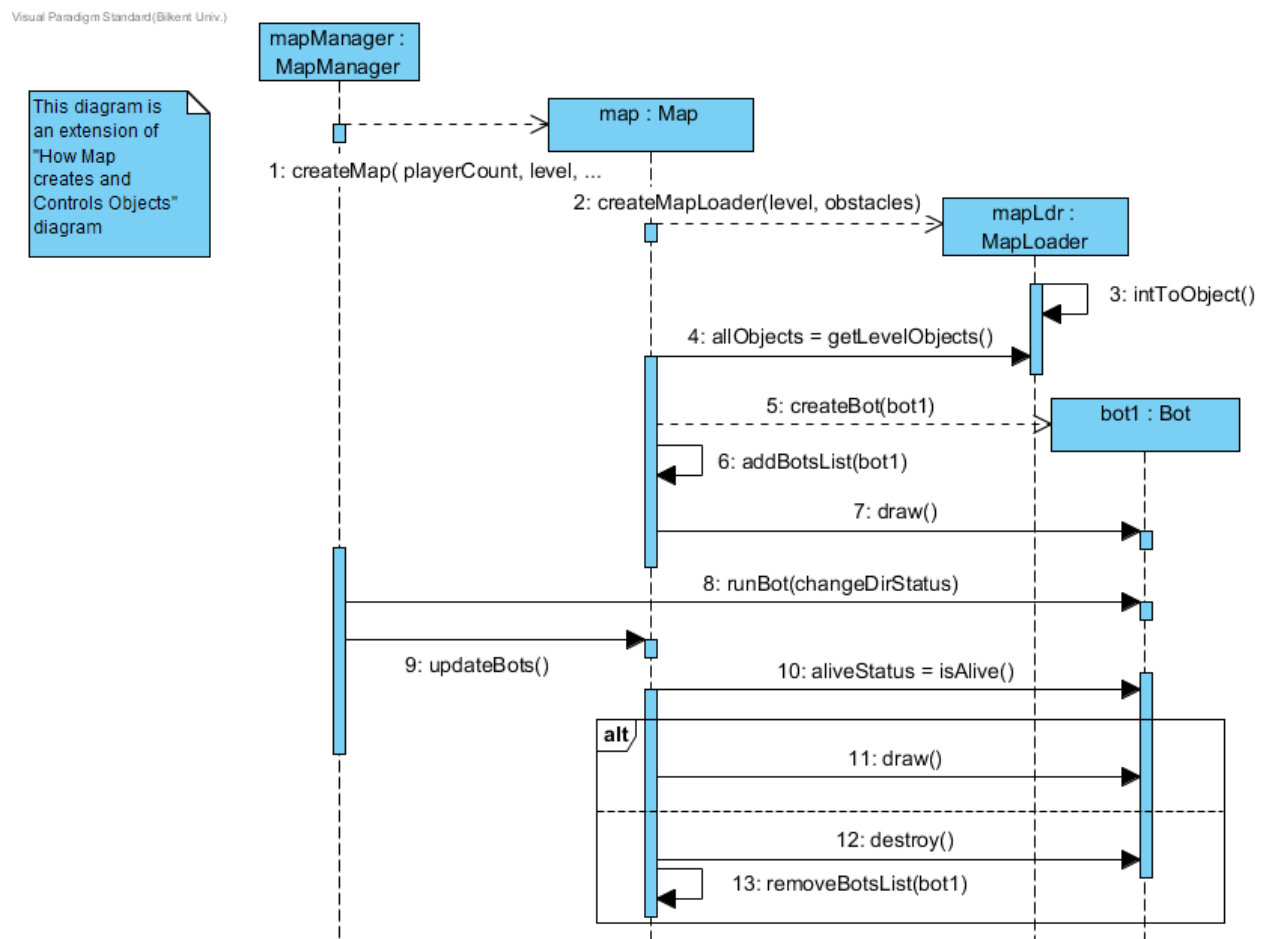 Visual Paradigm Standard(Bilkent Univ.)
mapManager :
MapManager
This diagram is
an extension of
"How Map
creates and
Controls Objects"
diagram
map : Map
1: createMap( playerCount, level, ...
2: createMapLoader(level, obstacles)
mapLdr :
MapLoader
3: intToObject()
4: allObjects = getLevelObjects()
5: createBot(bot1)
bot1 : Bot
6: addBotsList(bot1)
7: draw()
8: runBot(changeDirStatus)
9: updateBots()
10: aliveStatus = isAlive()
alt
11: draw()
12: destroy()
13: removeBotsList(bot1)